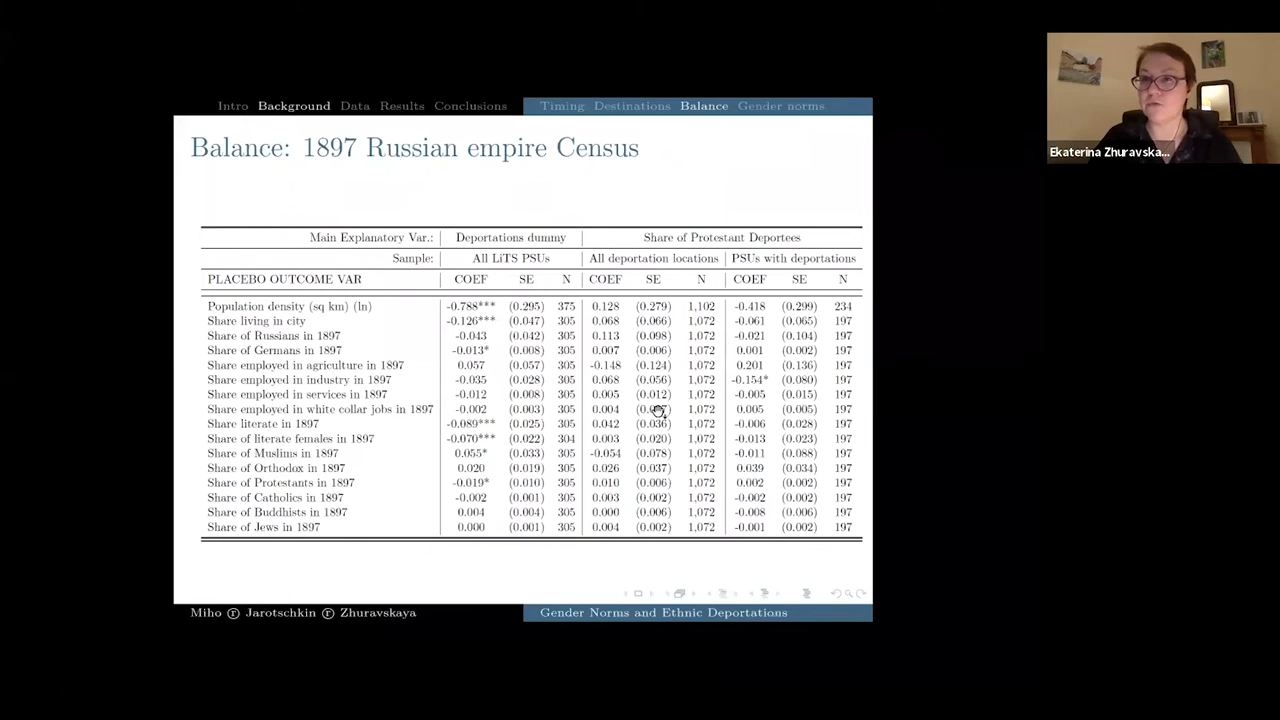 Intro Background Data Results Conclusions Timing Destinations Balance Gender norms
Balance: 1897 Russian empire Census
Main Explanatory Var.: Deportations dummy Share of Protestant Deportees
Sample: All LiTS PSUs All deportation locations PSUs with deportations
PLACEBO OUTCOME VAR COEF SE N COEF SE N COEF SE N
Population density (sq km) (ln) -0.788*** (0.295) 375 0.128 (0.279) 1,102 -0.418 (0.299) 234
Share living in city -0.126*** (0.047) 305 0.068 (0.066) 1,072 -0.061 (0.065) 197
Share of Russians in 1897 -0.043 (0.042) 305 0.113 (0.098) 1,072 -0.021 (0.104) 197
Share of Germans in 1897 -0.013* (0.008) 305 0.007 (0.006) 1,072 0.001 (0.002) 197
Share employed in agriculture in 1897 0.057 (0.057) 305 -0.148 (0.124) 1,072 0.201 (0.136) 197
Share employed in industry in 1897 -0.035 (0.028) 305 0.068 (0.056) 1,072 -0.154* (0.080) 197
Share employed in services in 1897 -0.012 (0.008) 305 0.005 (0.012) 1,072 -0.005 (0.015) 197
Share employed in white collar jobs in 1897 -0.002 (0.003) 305 0.004 1,072 0.005 (0.005) 197
Share literate in 1897 -0.089*** (0.025) 305 0.042 (0.036) 1,072 -0.006 (0.028) 197
Share of literate females in 1897 -0.070*** (0.022) 304 0.003 (0.020) 1,072 -0.013 (0.023) 197
Share of Muslims in 1897 0.055* (0.033) 305 -0.054 (0.078) 1,072 -0.011 (0.088) 197
Share of Orthodox in 1897 0.020 (0.019) 305 0.026 (0.037) 1,072 0.039 (0.034) 197
Share of Protestants in 1897 -0.019* (0.010) 305 0.010 (0.006) 1,072 0.002 (0.002) 197
Share of Catholics in 1897 -0.002 (0.001) 305 0.003 (0.002) 1,072 -0.002 (0.002) 197
Share of Buddhists in 1897 0.004 (0.004) 305 0.000 (0.006) 1,072 -0.008 (0.006) 197
Share of Jews in 1897 0.000 (0.001) 305 0.004 (0.002) 1,072 -0.001 (0.002) 197
Miho ⓡ Jarotschkin ⓡ Zhuravskaya Gender Norms and Ethnic Deportations
Ekaterina Zhuravska...